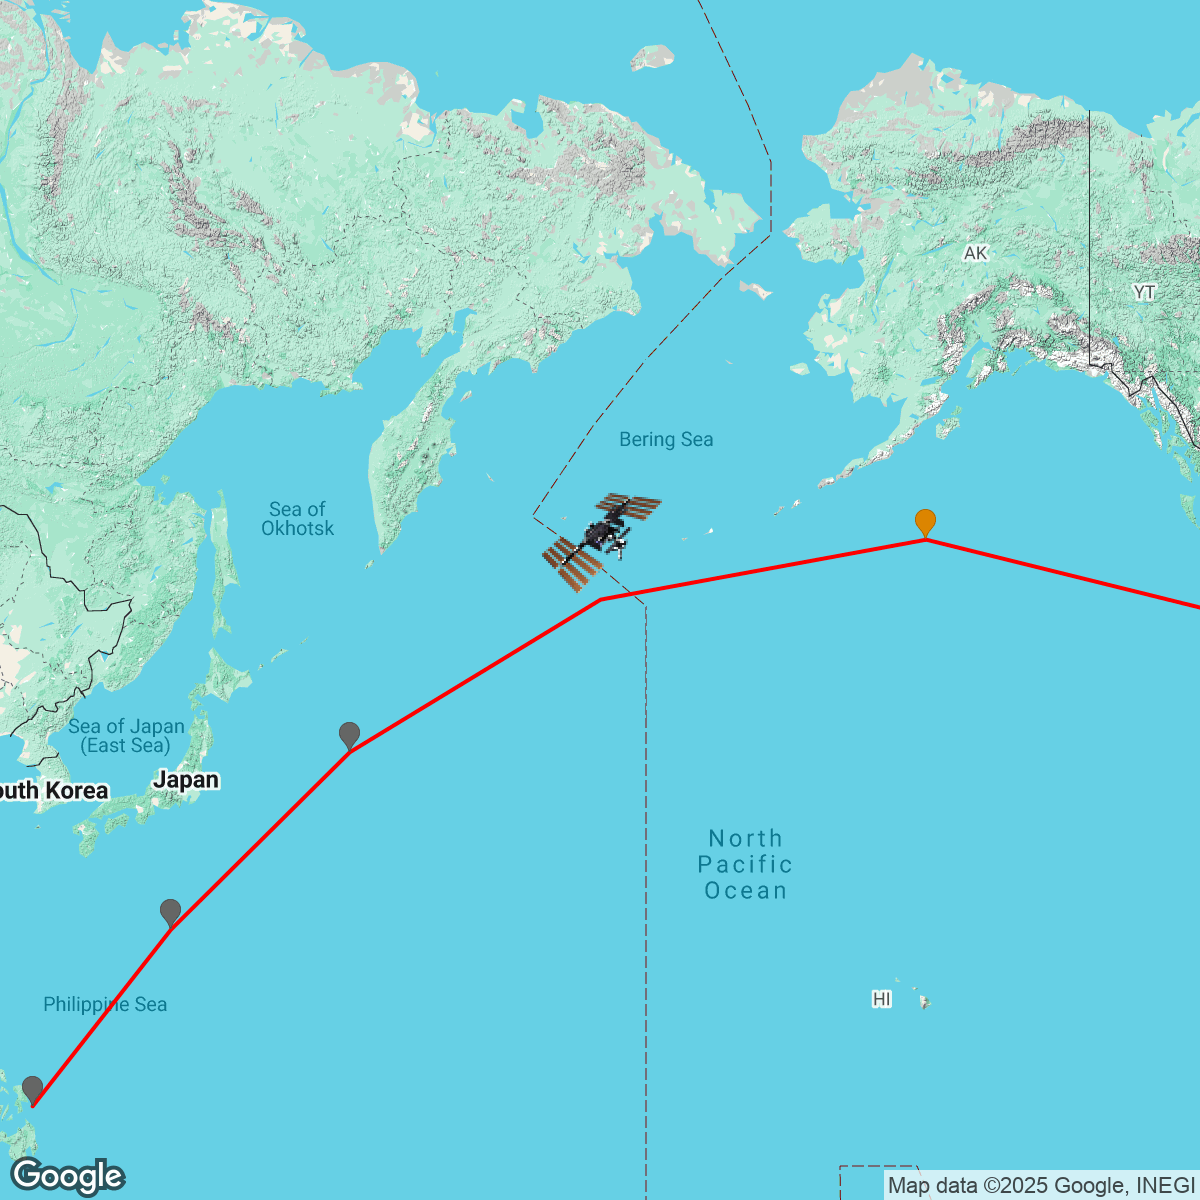 AK
YT
Bering Sea
Sea of
Okhotsk
Sea of Japan
(East Sea)
Japan
outh Korea
North
Pacific
Ocean
HI
Philippine Sea
Google
Map data ©2025 Google, INEGI